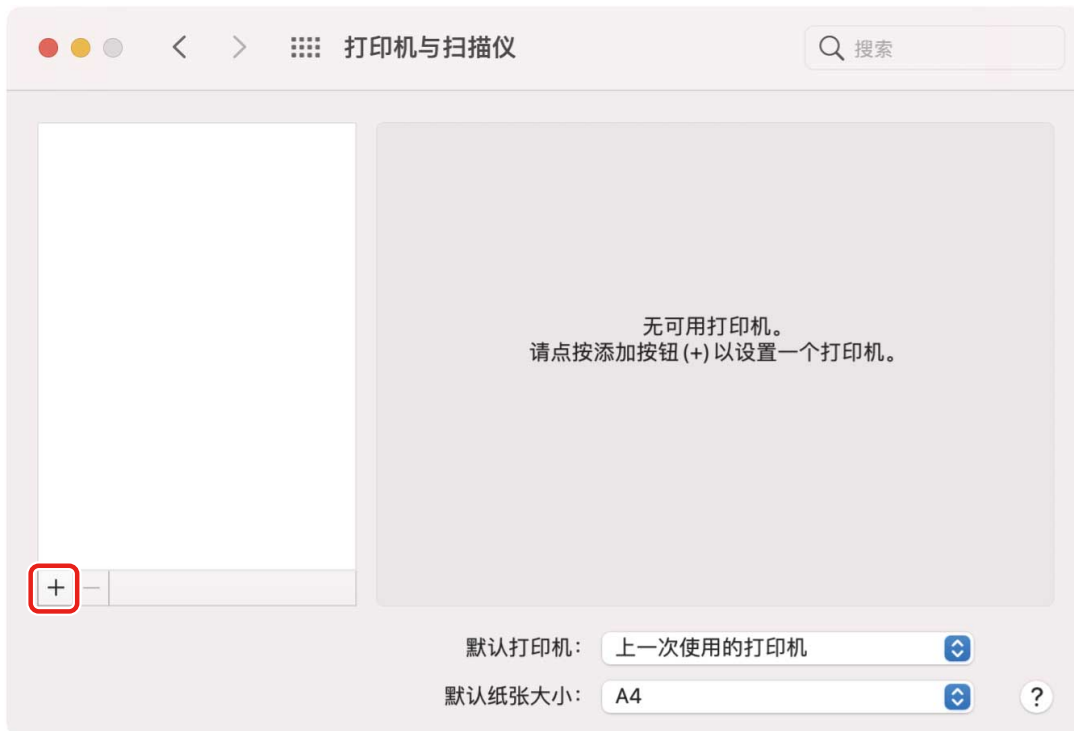 打印机与扫描仪
搜索
无可用打印机。
请点按添加按钮(+)以设置一个打印机。
+ −
默认打印机: 上一次使用的打印机
默认纸张大小: A4
?